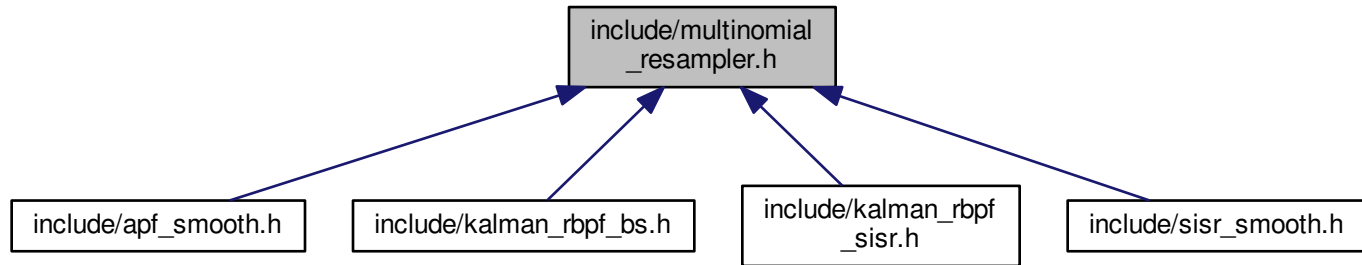 include/multinomial
_resampler.h
include/apf_smooth.h
include/kalman_rbpf_bs.h
include/kalman_rbpf
_sisr.h
include/sisr_smooth.h